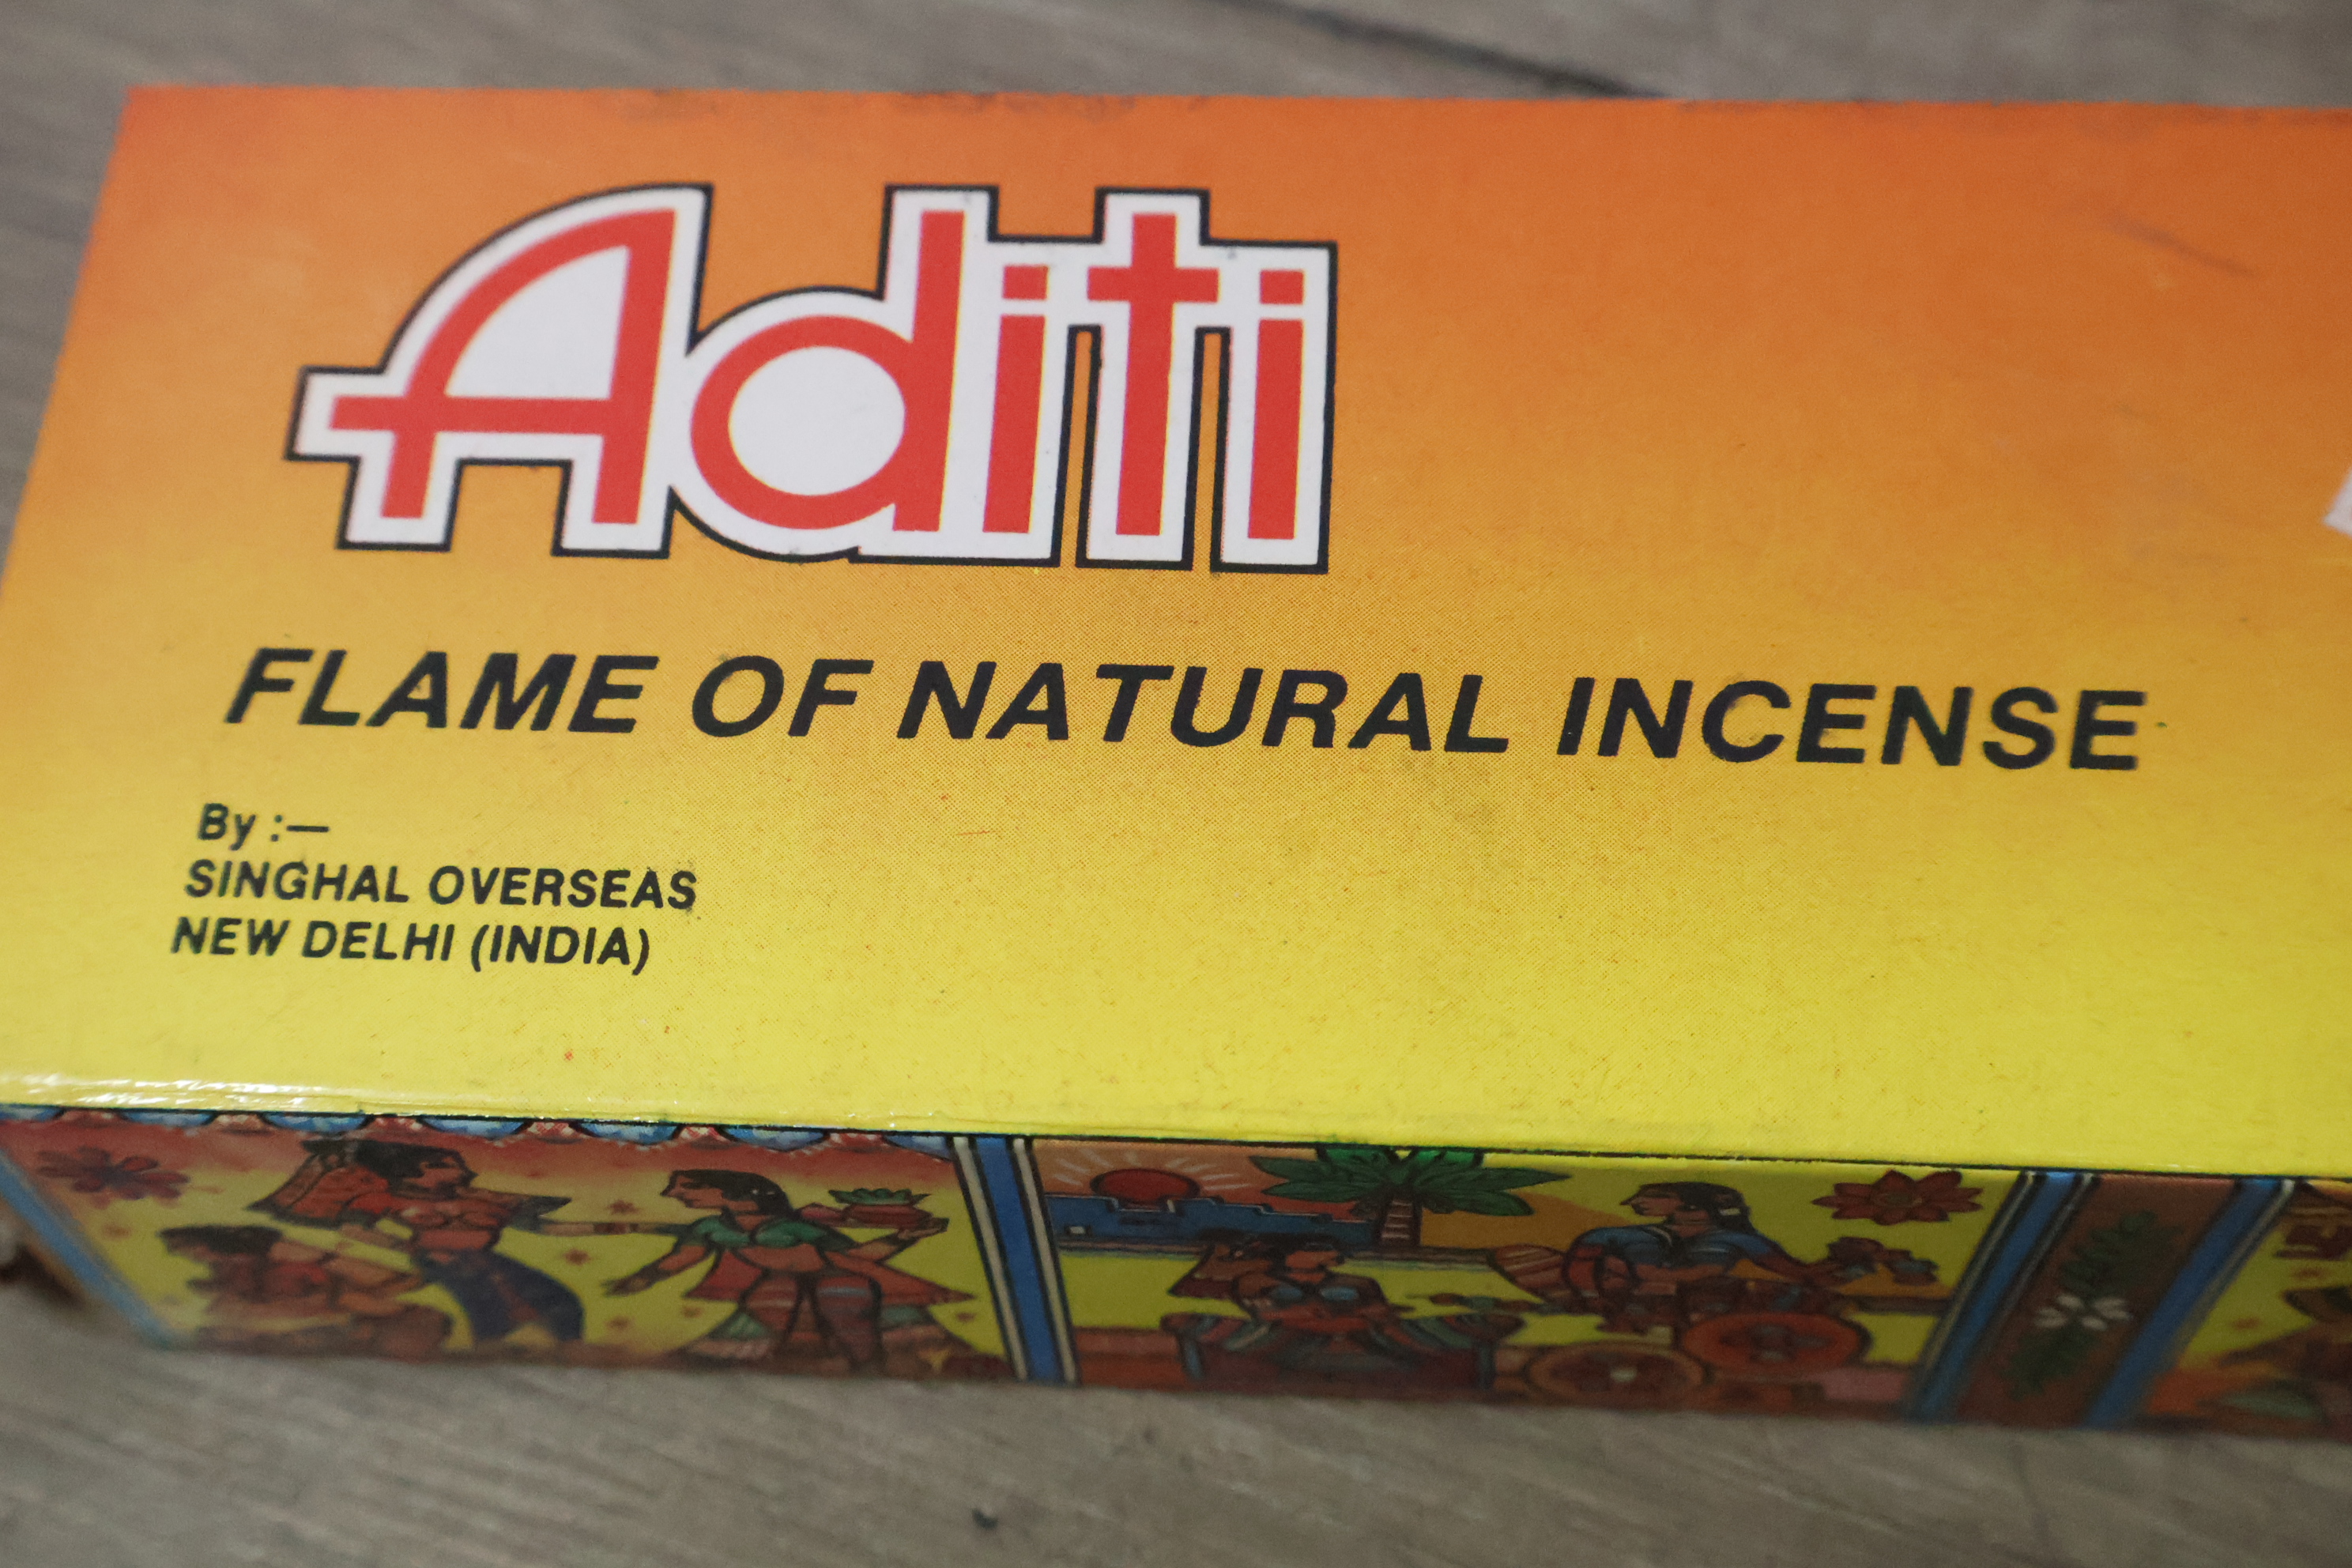 Aditi
FLAME OF NATURAL INCENSE
By :—
SINGHAL OVERSEAS
NEW DELHI (INDIA)